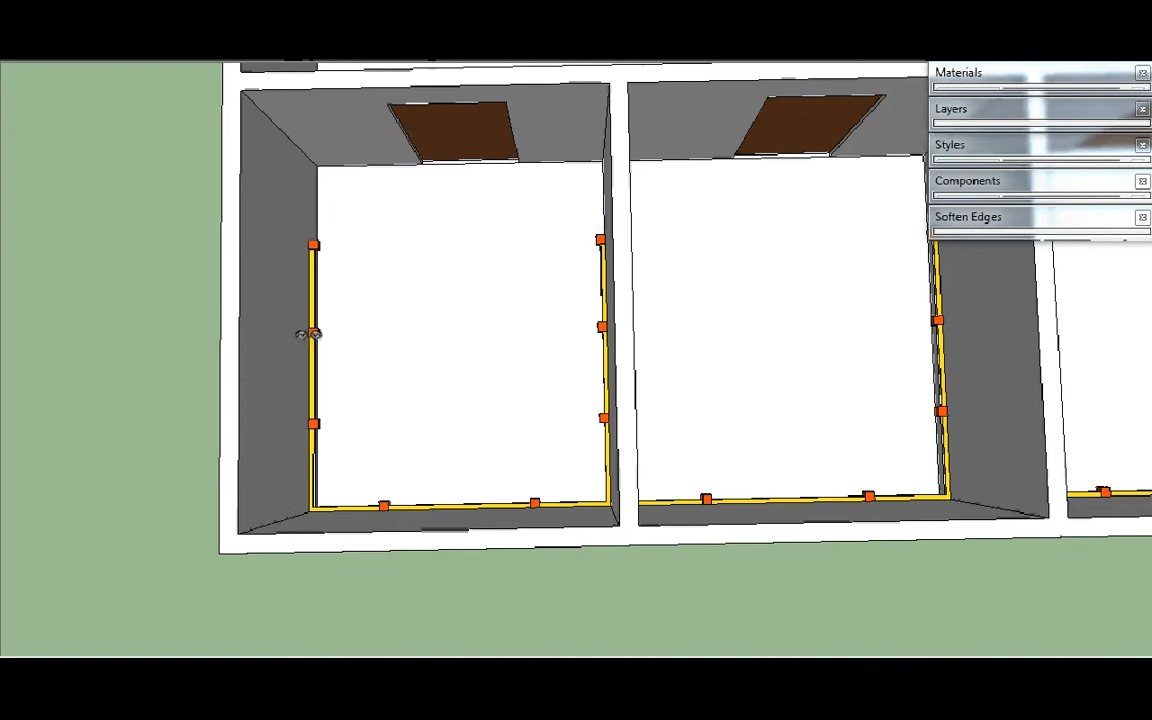 Materials
Layers
Styles
Components
Soften Edges